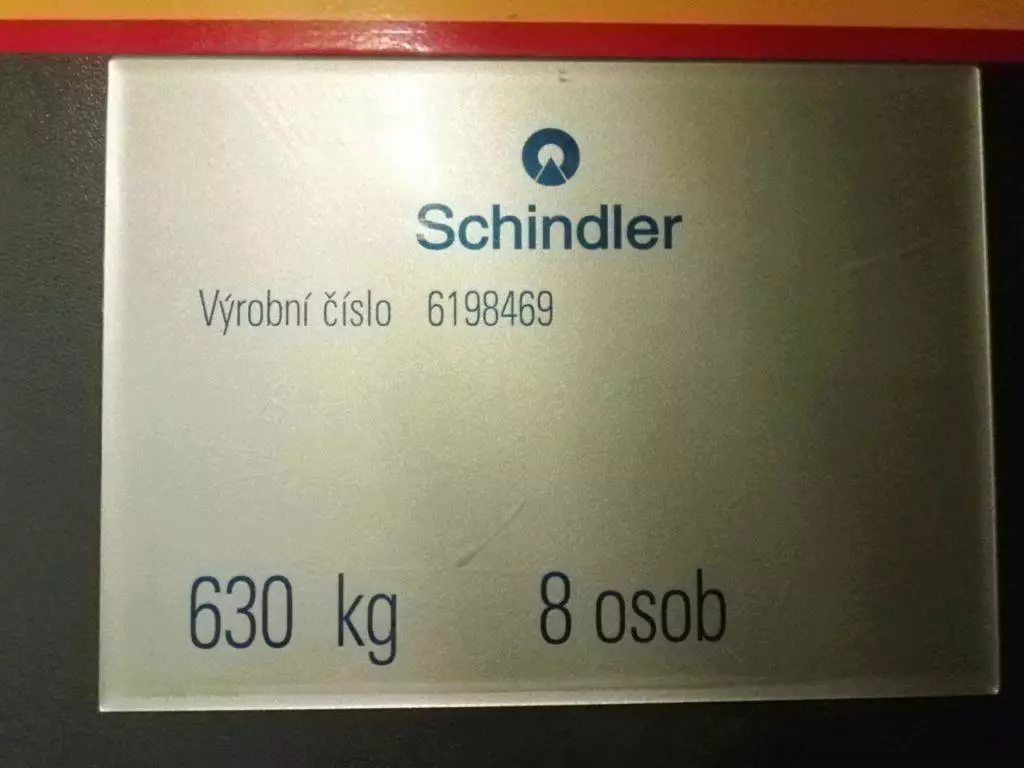 Schindler
Výrobní číslo 6198469
630 kg 8 osob